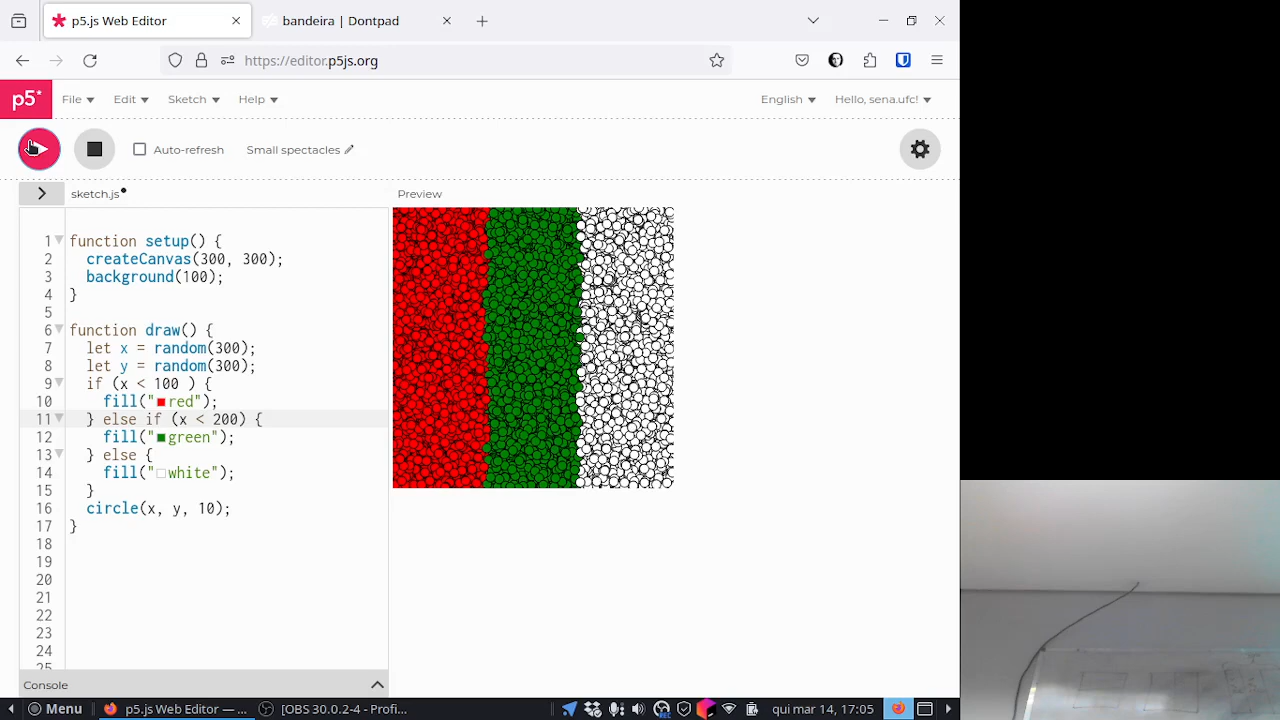 p5.js Web Editor
bandeira | Dontpad
https://editor.p5js.org
p5*
File
Edit
Sketch
Help
English
Hello, sena.ufc!
Auto-refresh
Small spectacles
sketch.js
Preview
1 function setup() {
2 createCanvas(300, 300);
3 background(100);
4 }
5
6 function draw() {
7 let x = random(300);
8 let y = random(300);
9 if (x < 100 ) {
10 fill("red");
11 } else if (x < 200) {
12 fill("green");
13 } else {
14 fill("white");
15 }
16 circle(x, y, 10);
17 }
18
19
20
21
22
23
24
25
Console
Menu
p5.js Web Editor — ...
[OBS 30.0.2-4 - Profi...
REC
qui mar 14, 17:05